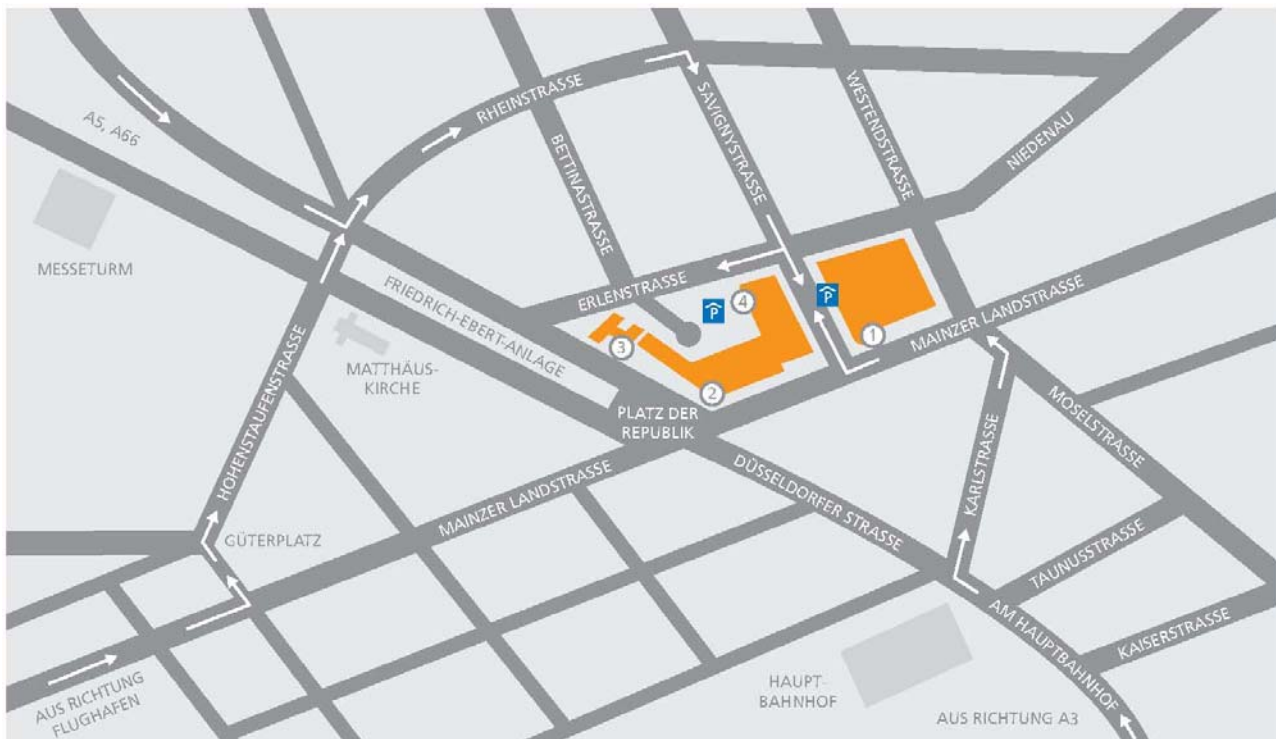 A5, A66
RHEINSTRASSE
SAVIGNYSTRASSE
WESTENDSTRASSE
BETTINASTRASSE
NIEDENAU
MESSETURM
FRIEDRICH-EBERT-ANLAGE
ERLENSTRASSE
P
P
4
3
2
1
MAINZER LANDSTRASSE
HOHENSTAUFENSTRASSE
MATTHÄUS-
KIRCHE
PLATZ DER
REPUBLIK
MOSELSTRASSE
KARLSTRASSE
DÜSSELDORFER STRASSE
MAINZER LANDSTRASSE
GÜTERPLATZ
TAUNUSSTRASSE
AM HAUPTBAHNHOF
KAISERSTRASSE
AUS RICHTUNG
FLUGHAFEN
HAUPT-
BAHNHOF
AUS RICHTUNG A3